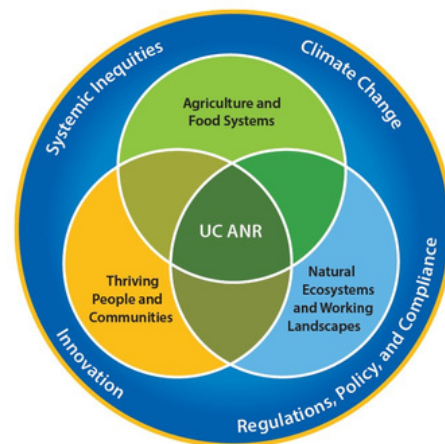 Systemic Inequities
Climate Change
Agriculture and
Food Systems
UC ANR
Thriving
People and
Communities
Natural
Ecosystems
and Working
Landscapes
Innovation
Regulations, Policy, and Compliance